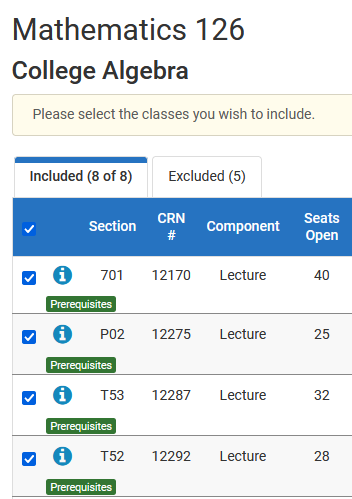 Mathematics 126
College Algebra
Please select the classes you wish to include.
Included (8 of 8) Excluded (5)
Section CRN # Component Seats Open
701 12170 Lecture 40
Prerequisites
P02 12275 Lecture 25
Prerequisites
T53 12287 Lecture 32
Prerequisites
T52 12292 Lecture 28
Prerequisites